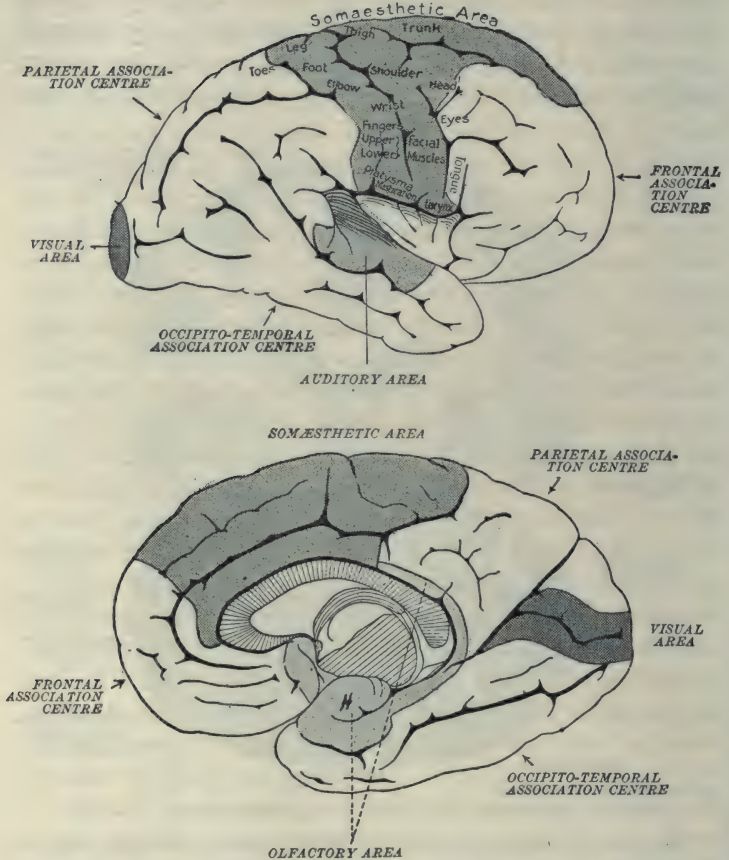 Somaesthetic Area
Leg
Thigh
Trunk
PARIETAL ASSOCIA-
TION CENTRE
Toes
Foot
Shoulder
Elbow
Head
Wrist
Eyes
Fingers
Upper)
Lower)
Facial
Muscles
Tongue
Platysma
Mastication
Larynx
FRONTAL
ASSOCIA-
TION
CENTRE
VISUAL
AREA
OCCIPITO-TEMPORAL
ASSOCIATION CENTRE
AUDITORY AREA
SOMÆSTHETIC AREA
PARIETAL ASSOCIA-
TION CENTRE
VISUAL
AREA
FRONTAL
ASSOCIATION
CENTRE
OCCIPITO-TEMPORAL
ASSOCIATION CENTRE
OLFACTORY AREA